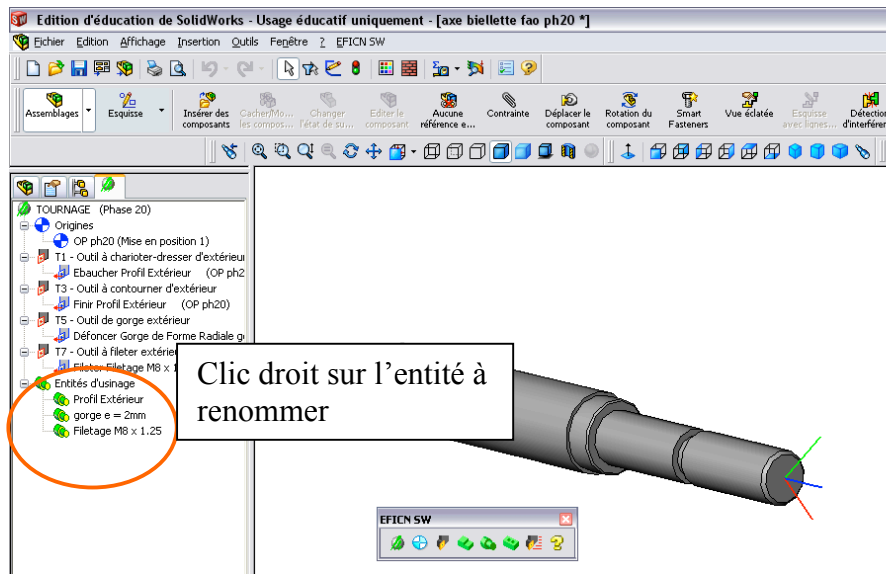 Edition d'éducation de SolidWorks - Usage éducatif uniquement - [axe biellette fao ph20 *]
Fichier Edition Affichage Insertion Outils Fenêtre ? EFICN SW
Assemblages
Esquisse
Insérer des composants
Cacher/Mo... les compos...
Changer l'état de su...
Editer le composant
Aucune référence e...
Contrainte
Déplacer le composant
Rotation du composant
Smart Fasteners
Vue éclatée
Esquisse avec lignes...
Détection d'interféren
TOURNAGE (Phase 20)
Origines
OP ph20 (Mise en position 1)
T1 - Outil à charioter-dresser d'extérieur
Ebaucher Profil Extérieur (OP ph2
T3 - Outil à contourner d'extérieur
Finir Profil Extérieur (OP ph20)
T5 - Outil de gorge extérieur
Défoncer Gorge de Forme Radiale g
T7 - Outil à fileter extérie
Fileter Filetage M8 x 1
Entités d'usinage
Profil Extérieur
gorge e = 2mm
Filetage M8 x 1.25
Clic droit sur l'entité à
renommer
EFICN SW